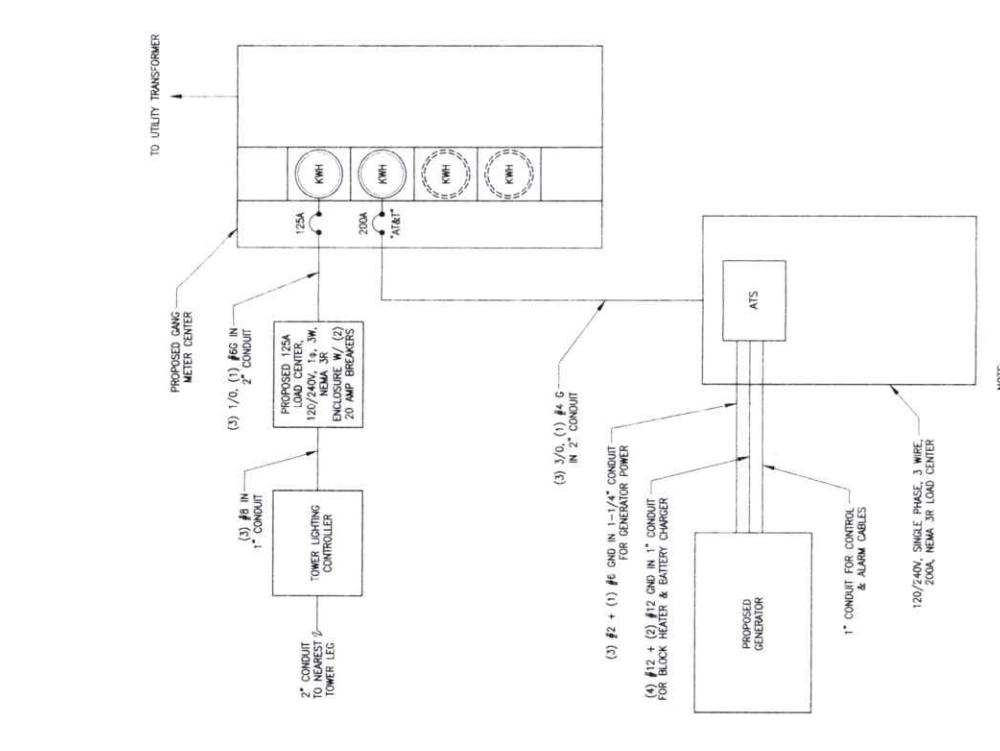 TO UTILITY TRANSFORMER
PROPOSED GANG
METER CENTER
KWH
KWH
KWH
KWH
125A
200A
"AT&T"
(3) 1/0, (1) #6G IN
2" CONDUIT
PROPOSED 125A
LOAD CENTER,
120/240V, 1ø, 3W,
NEMA 3R
ENCLOSURE W/ (2)
20 AMP BREAKERS
(3) #8 IN
1" CONDUIT
TOWER LIGHTING
CONTROLLER
2" CONDUIT
TO NEAREST
TOWER LEG
(3) 3/0, (1) #4 G
IN 2" CONDUIT
ATS
(3) #2 + (1) #6 GND IN 1-1/4" CONDUIT
FOR GENERATOR POWER
(4) #12 + (2) #12 GND IN 1" CONDUIT
FOR BLOCK HEATER & BATTERY CHARGER
PROPOSED
GENERATOR
1" CONDUIT FOR CONTROL
& ALARM CABLES
120/240V, SINGLE PHASE, 3 WIRE,
200A, NEMA 3R LOAD CENTER
NOTE: